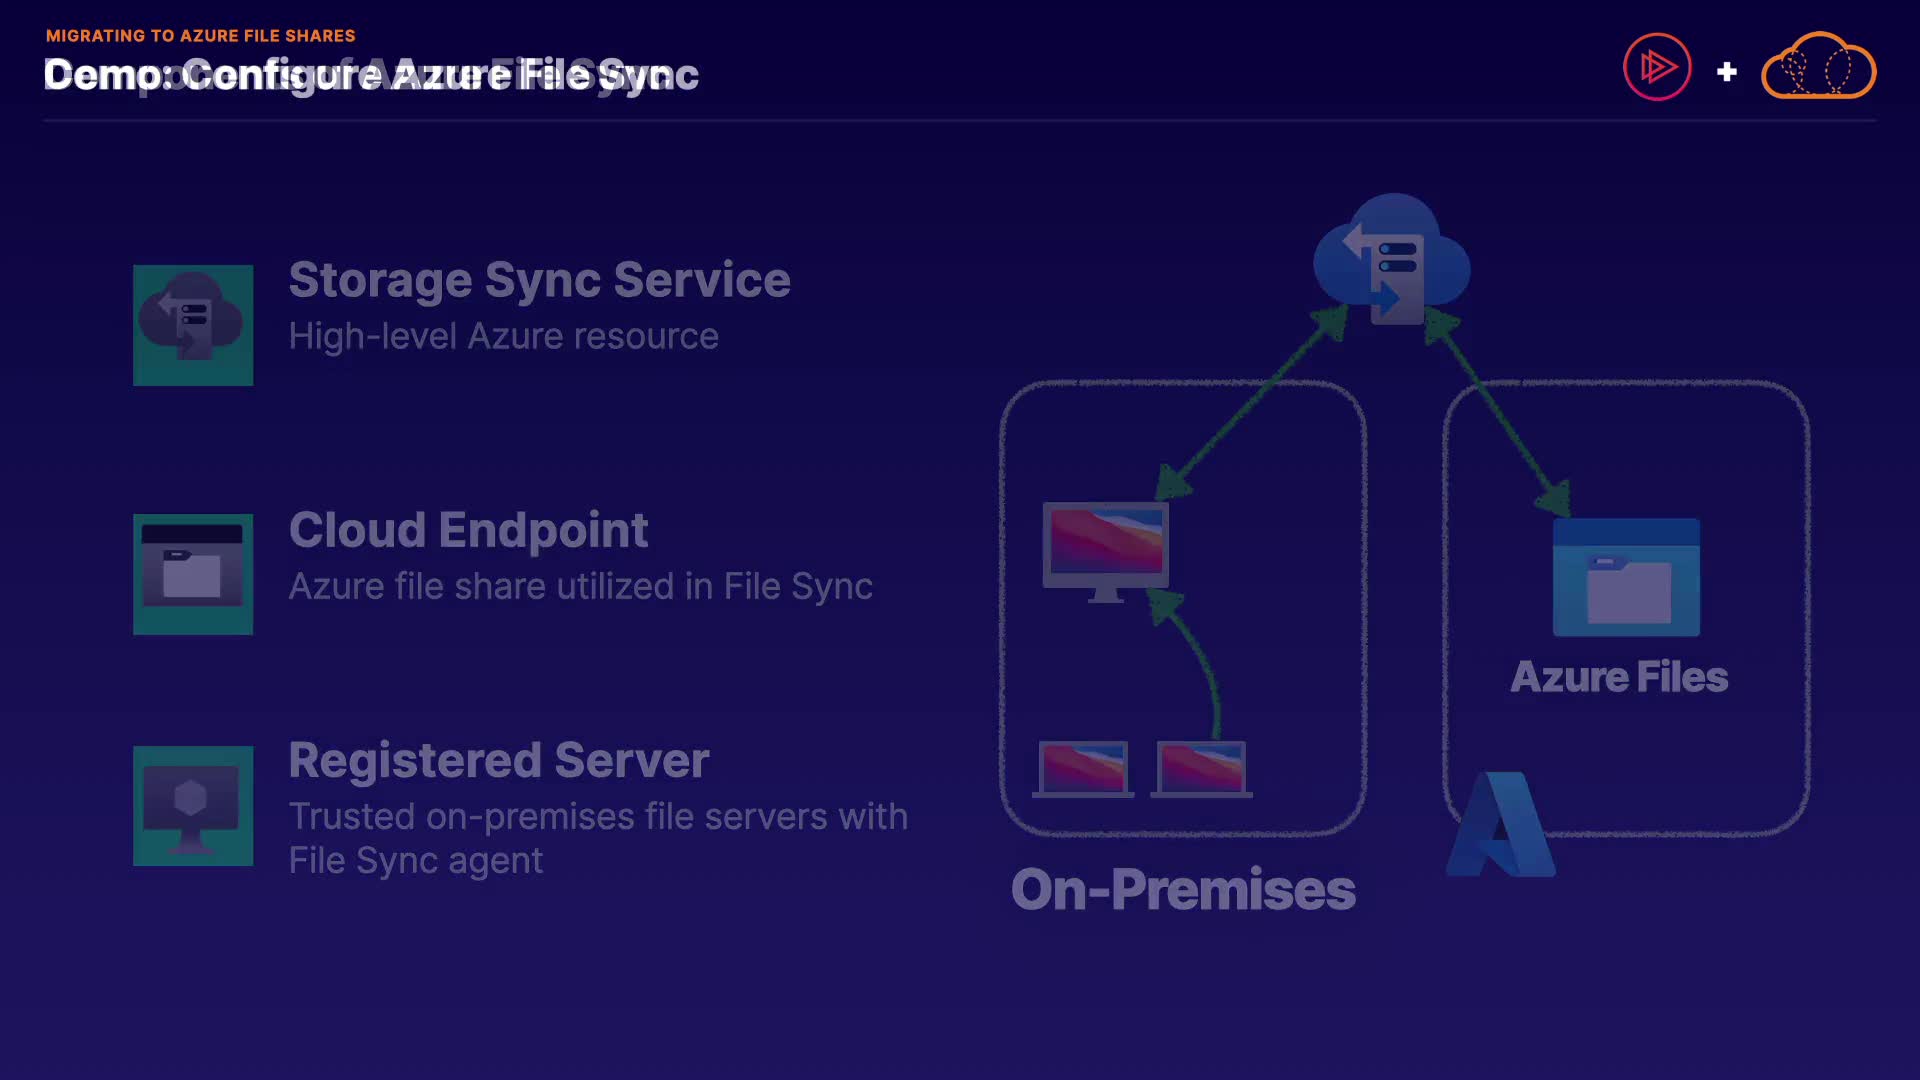 MIGRATING TO AZURE FILE SHARES
Demo: Configure Azure File Sync
Storage Sync Service
High-level Azure resource
Cloud Endpoint
Azure file share utilized in File Sync
Registered Server
Trusted on-premises file servers with
File Sync agent
Azure Files
On-Premises